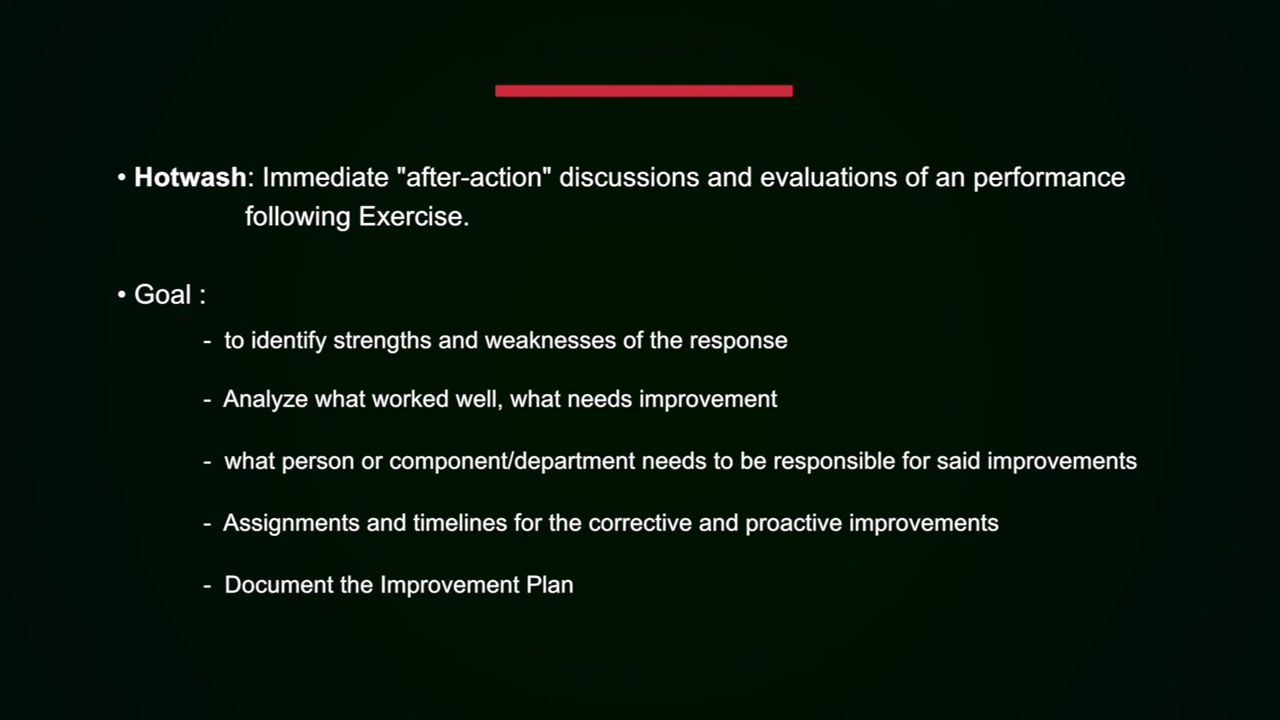 • Hotwash: Immediate "after-action" discussions and evaluations of an performance
following Exercise.
• Goal :
- to identify strengths and weaknesses of the response
- Analyze what worked well, what needs improvement
- what person or component/department needs to be responsible for said improvements
- Assignments and timelines for the corrective and proactive improvements
- Document the Improvement Plan